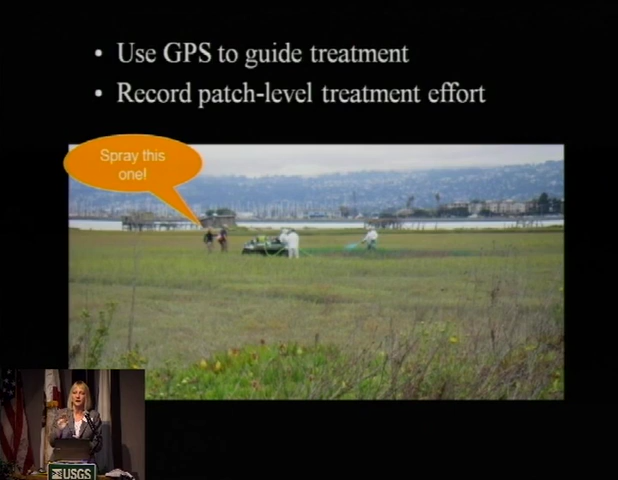 • Use GPS to guide treatment
• Record patch-level treatment effort
Spray this
one!
USGS